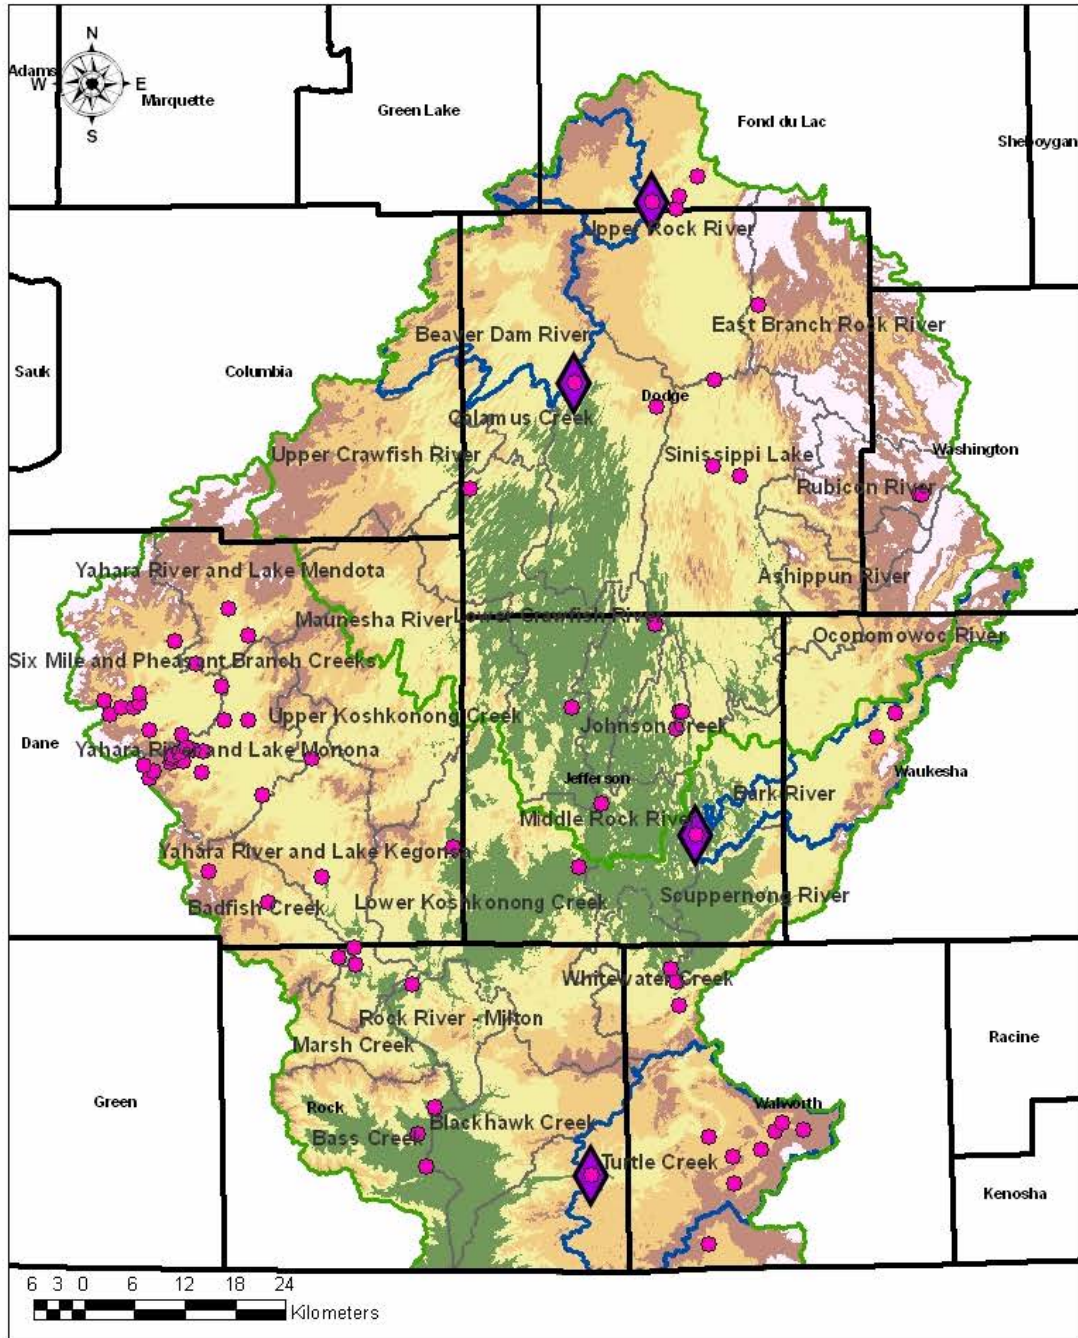 N
Adams
W
E
Marquette
S
Green Lake
Fond du Lac
Sheboygan
Upper Rock River
East Branch Rock River
Beaver Dam River
Sauk
Columbia
Dodge
Calamus Creek
Upper Crawfish River
Sinissippi Lake
Washington
Rubicon River
Yahara River and Lake Mendota
Ashippun River
Maunesha River
Lower Crawfish River
Oconomowoc River
Six Mile and Pheasant Branch Creeks
Upper Koshkonong Creek
Johnson Creek
Dane
Yahara River and Lake Monona
Jefferson
Waukesha
Bark River
Middle Rock River
Yahara River and Lake Kegonsa
Scuppernong River
Badfish Creek
Lower Koshkonong Creek
Whitewater Creek
Rock River - Milton
Racine
Marsh Creek
Green
Rock
Walworth
Blackhawk Creek
Bass Creek
Turtle Creek
Kenosha
6 3 0 6 12 18 24
Kilometers